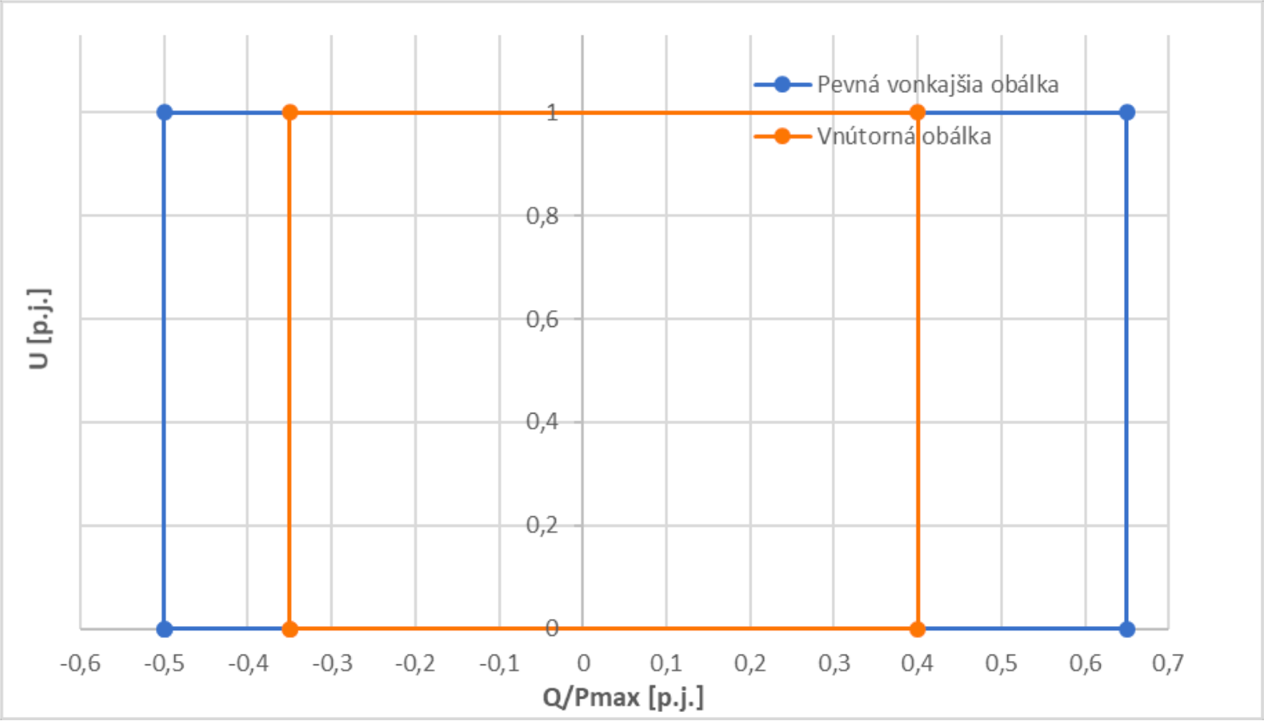 Pevná vonkajšia obálka
1
Vnútorná obálka
0,8
0,6
U [p.j.]
0,4
0,2
0
-0,6 -0,5 -0,4 -0,3 -0,2 -0,1 0 0,1 0,2 0,3 0,4 0,5 0,6 0,7
Q/Pmax [p.j.]